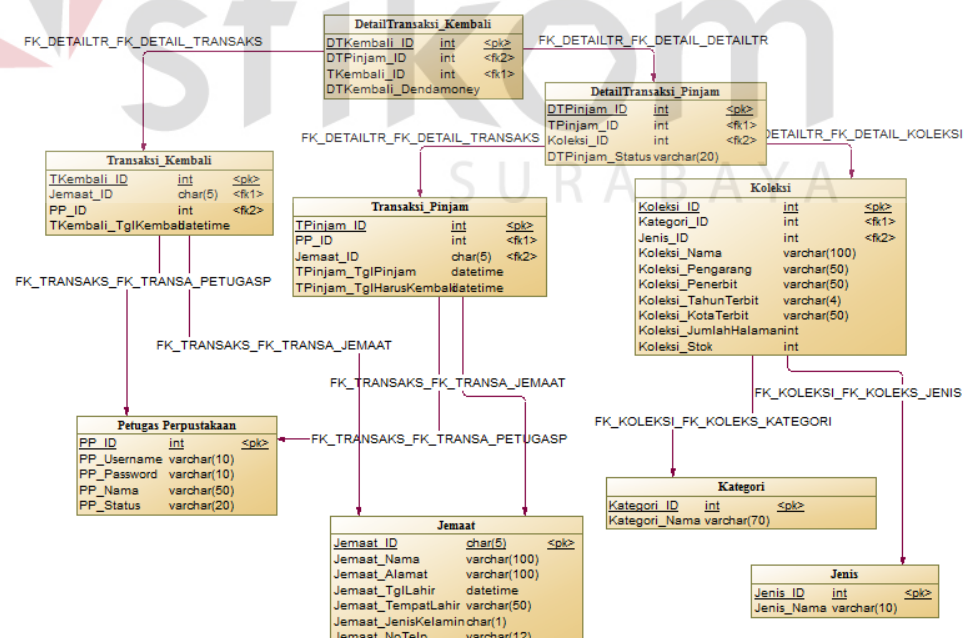 stikom
SURABAYA
DetailTransaksi_Kembali
DTKembali_ID int <pk>
DTPinjam_ID int <fk2>
TKembali_ID int <fk1>
DTKembali_Dendamoney
FK_DETAILTR_FK_DETAIL_TRANSAKS
FK_DETAILTR_FK_DETAIL_DETAILTR
DetailTransaksi_Pinjam
DTPinjam_ID int <pk>
TPinjam_ID int <fk1>
Koleksi_ID int <fk2>
DTPinjam_Status varchar(20)
FK_DETAILTR_FK_DETAIL_TRANSAKS
DETAILTR_FK_DETAIL_KOLEKSI
Transaksi_Kembali
TKembali_ID int <pk>
Jemaat_ID char(5) <fk1>
PP_ID int <fk2>
TKembali_TglKembalidatetime
Transaksi_Pinjam
TPinjam_ID int <pk>
PP_ID int <fk1>
Jemaat_ID char(5) <fk2>
TPinjam_TglPinjam datetime
TPinjam_TglHarusKembalidatetime
Koleksi
Koleksi_ID int <pk>
Kategori_ID int <fk1>
Jenis_ID int <fk2>
Koleksi_Nama varchar(100)
Koleksi_Pengarang varchar(50)
Koleksi_Penerbit varchar(50)
Koleksi_TahunTerbit varchar(4)
Koleksi_KotaTerbit varchar(50)
Koleksi_JumlahHalamanint
Koleksi_Stok int
FK_TRANSAKS_FK_TRANSA_PETUGASP
FK_TRANSAKS_FK_TRANSA_JEMAAT
FK_TRANSAKS_FK_TRANSA_JEMAAT
FK_KOLEKSI_FK_KOLEKS_JENIS
FK_KOLEKSI_FK_KOLEKS_KATEGORI
FK_TRANSAKS_FK_TRANSA_PETUGASP
Petugas Perpustakaan
PP_ID int <pk>
PP_Username varchar(10)
PP_Password varchar(10)
PP_Nama varchar(50)
PP_Status varchar(20)
Kategori
Kategori_ID int <pk>
Kategori_Nama varchar(70)
Jemaat
Jemaat_ID char(5) <pk>
Jemaat_Nama varchar(100)
Jemaat_Alamat varchar(100)
Jemaat_TglLahir datetime
Jemaat_TempatLahir varchar(50)
Jemaat_JenisKelamin char(1)
Jemaat_NoTelp varchar(12)
Jenis
Jenis_ID int <pk>
Jenis_Nama varchar(10)